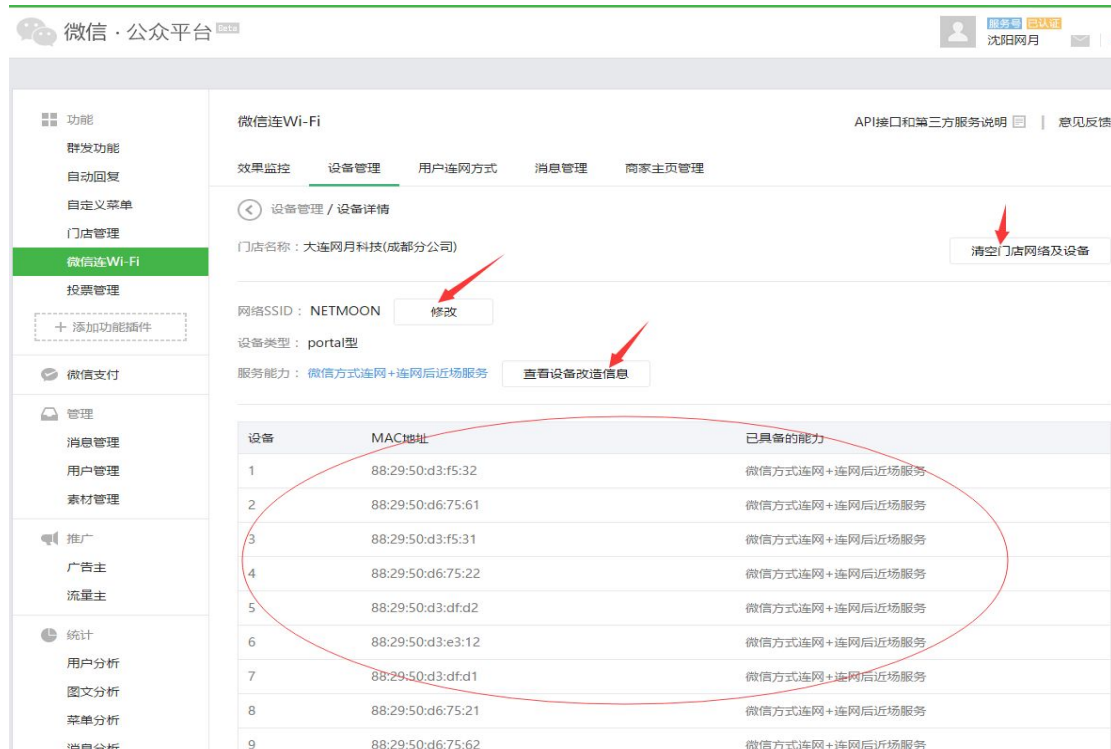 微信·公众平台 Beta
服务号 已认证
沈阳网月
功能
群发功能
自动回复
自定义菜单
门店管理
微信连Wi-Fi
投票管理
+ 添加功能插件
微信支付
管理
消息管理
用户管理
素材管理
推广
广告主
流量主
统计
用户分析
图文分析
菜单分析
消息分析
微信连Wi-Fi
API接口和第三方服务说明 | 意见反馈
效果监控 设备管理 用户连网方式 消息管理 商家主页管理
设备管理 / 设备详情
门店名称：大连网月科技(成都分公司)
清空门店网络及设备
网络SSID： NETMOON 修改
设备类型： portal型
服务能力： 微信方式连网+连网后近场服务 查看设备改造信息
设备 MAC地址 已具备的能力
1 88:29:50:d3:f5:32 微信方式连网+连网后近场服务
2 88:29:50:d6:75:61 微信方式连网+连网后近场服务
3 88:29:50:d3:f5:31 微信方式连网+连网后近场服务
4 88:29:50:d6:75:22 微信方式连网+连网后近场服务
5 88:29:50:d3:df:d2 微信方式连网+连网后近场服务
6 88:29:50:d3:e3:12 微信方式连网+连网后近场服务
7 88:29:50:d3:df:d1 微信方式连网+连网后近场服务
8 88:29:50:d6:75:21 微信方式连网+连网后近场服务
9 88:29:50:d6:75:62 微信方式连网+连网后近场服务